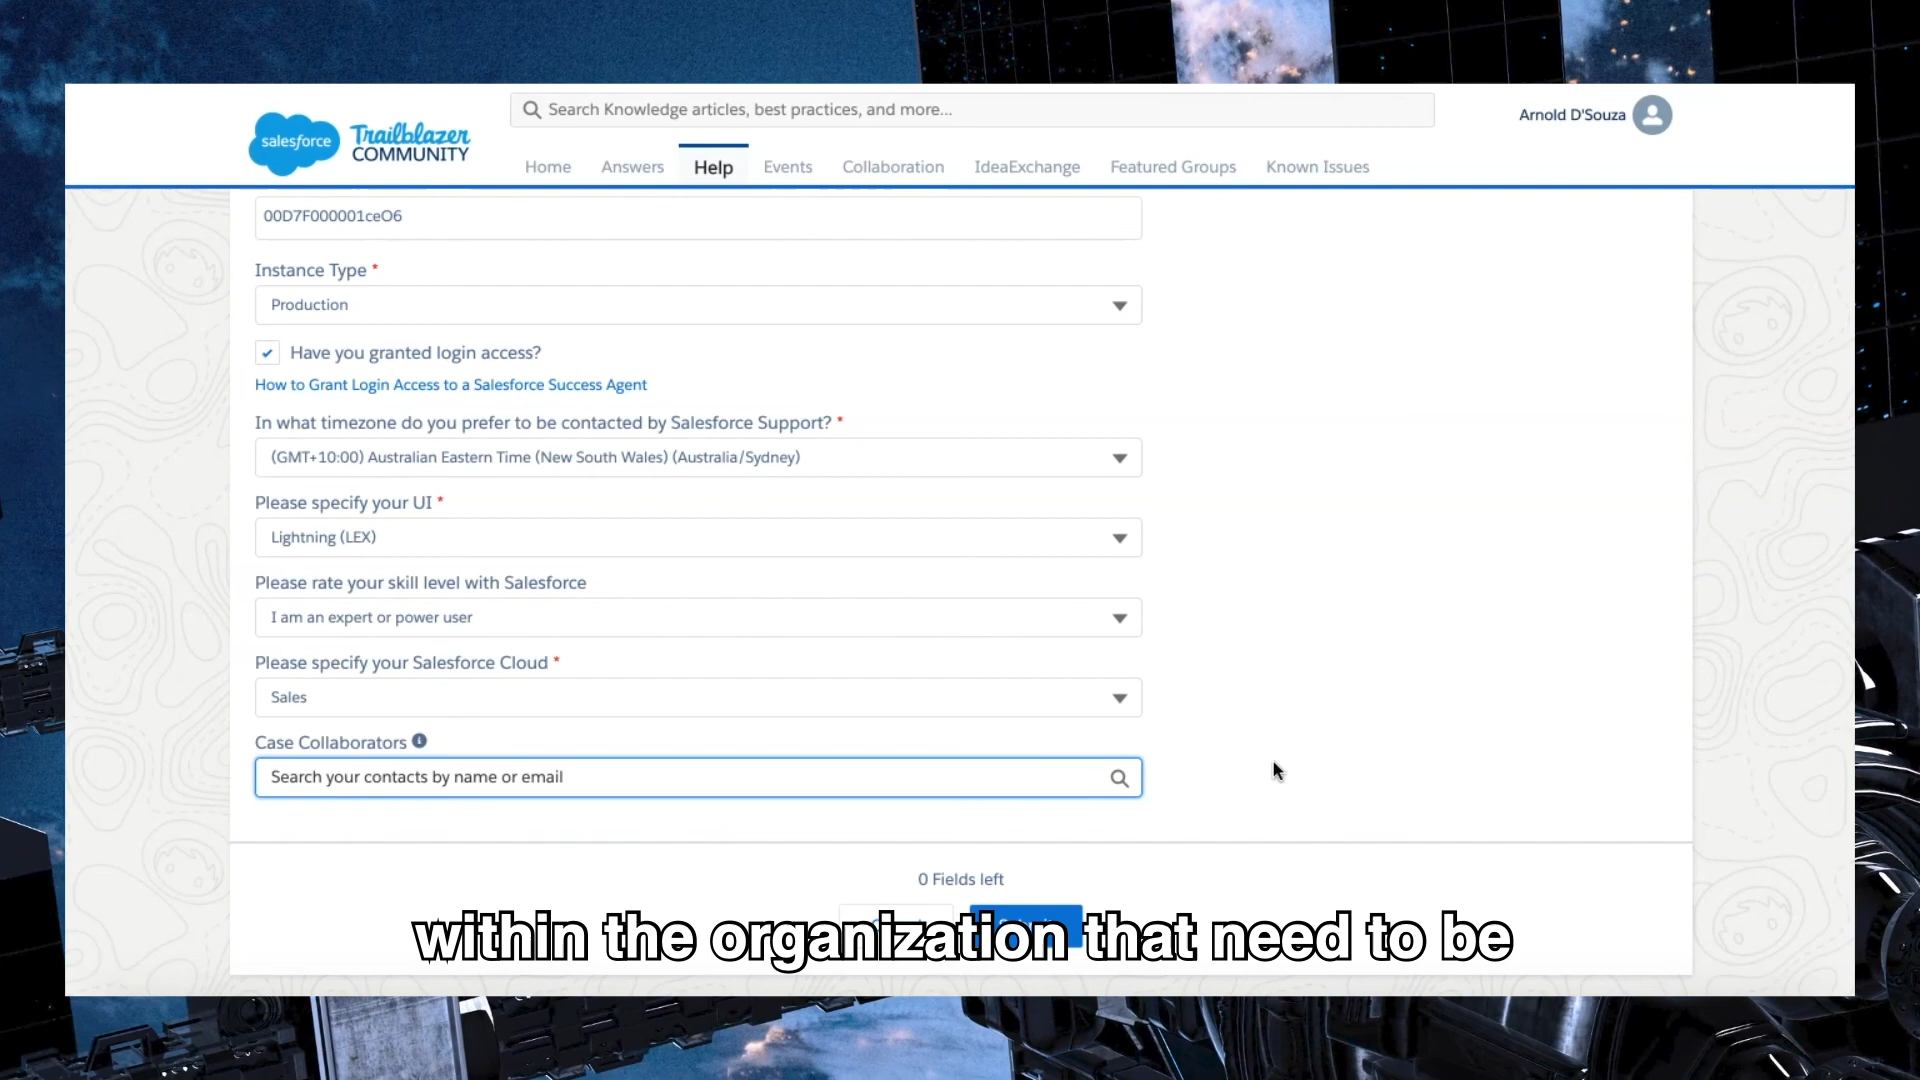 Search Knowledge articles, best practices, and more...
Arnold D'Souza
salesforce
Trailblazer
COMMUNITY
Home Answers Help Events Collaboration IdeaExchange Featured Groups Known Issues
00D7F000001ceO6
Instance Type *
Production
Have you granted login access?
How to Grant Login Access to a Salesforce Success Agent
In what timezone do you prefer to be contacted by Salesforce Support? *
(GMT+10:00) Australian Eastern Time (New South Wales) (Australia/Sydney)
Please specify your UI *
Lightning (LEX)
Please rate your skill level with Salesforce
I am an expert or power user
Please specify your Salesforce Cloud *
Sales
Case Collaborators
Search your contacts by name or email
0 Fields left
within the organization that need to be